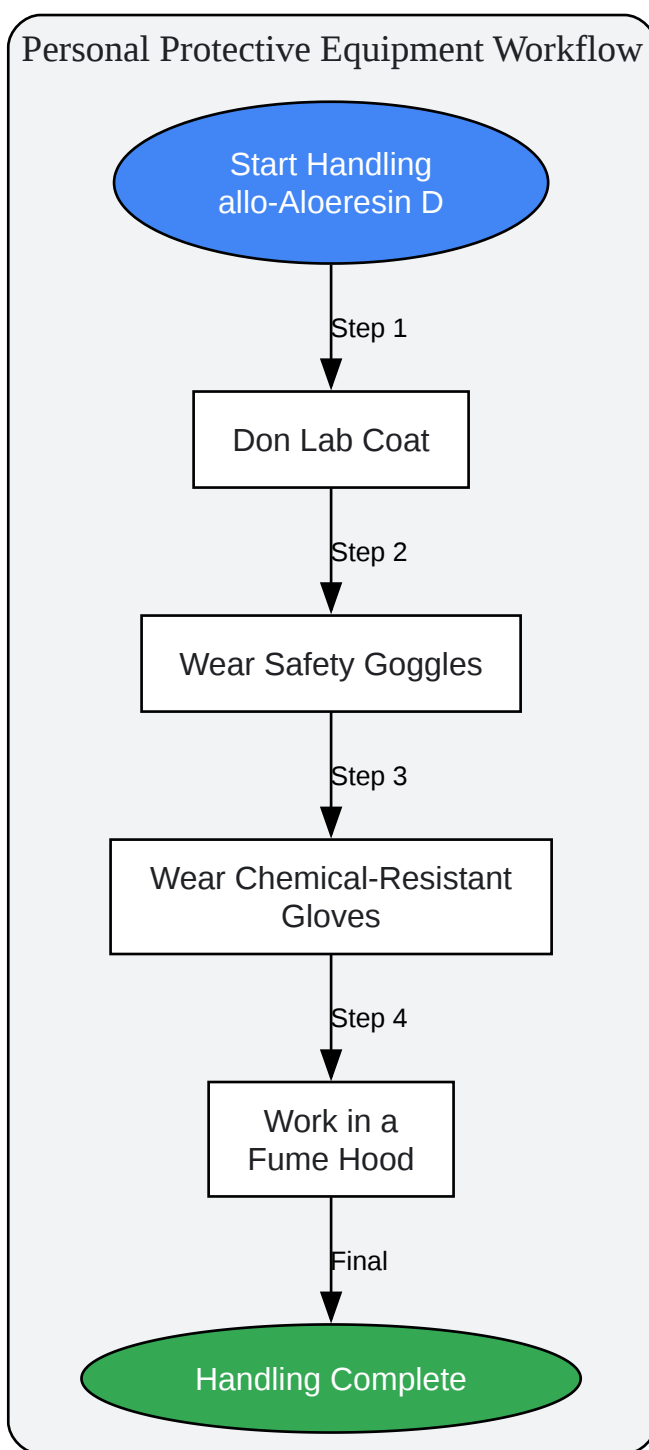 Personal Protective Equipment Workflow
Start Handling
allo-Aloeresin D
Step 1
Don Lab Coat
Step 2
Wear Safety Goggles
Step 3
Wear Chemical-Resistant
Gloves
Step 4
Work in a
Fume Hood
Final
Handling Complete